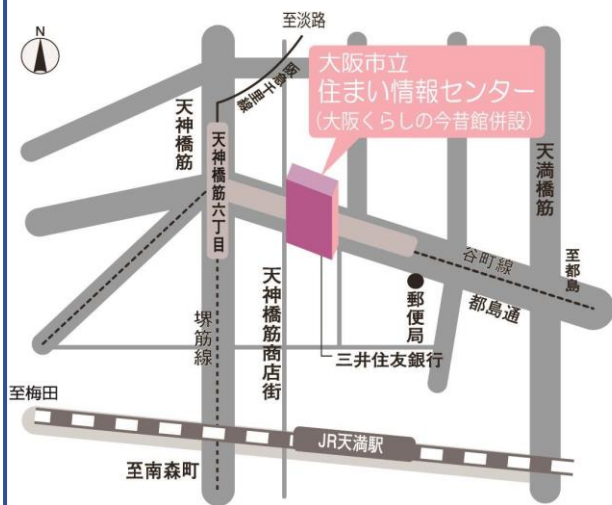 N
至淡路
阪急千里線
大阪市立
住まい情報センター
(大阪くらしの今昔館併設)
天神橋筋
天神橋筋六丁目
天満橋筋
谷町線
至都島
都島通
郵便局
堺筋線
天神橋筋商店街
三井住友銀行
至梅田
JR天満駅
至南森町